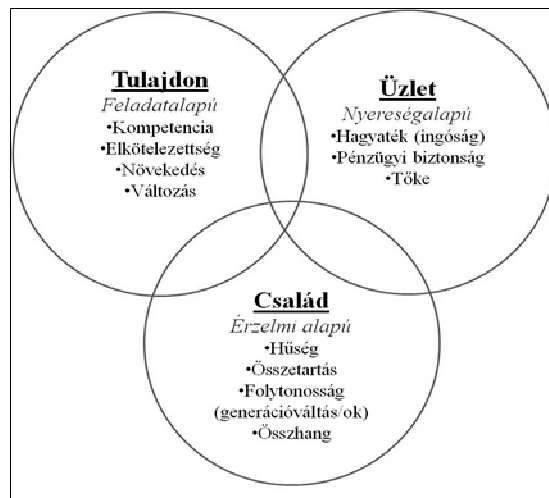 Tulajdon
Feladatalapú
•Kompetencia
•Elkötelezettség
•Növekedés
•Változás
Üzlet
Nyereségalapú
•Hagyaték (ingóság)
•Pénzügyi biztonság
•Tőke
Család
Érzelmi alapú
•Hűség
•Összetartás
•Folytonosság
(generációváltás/ok)
•Összhang